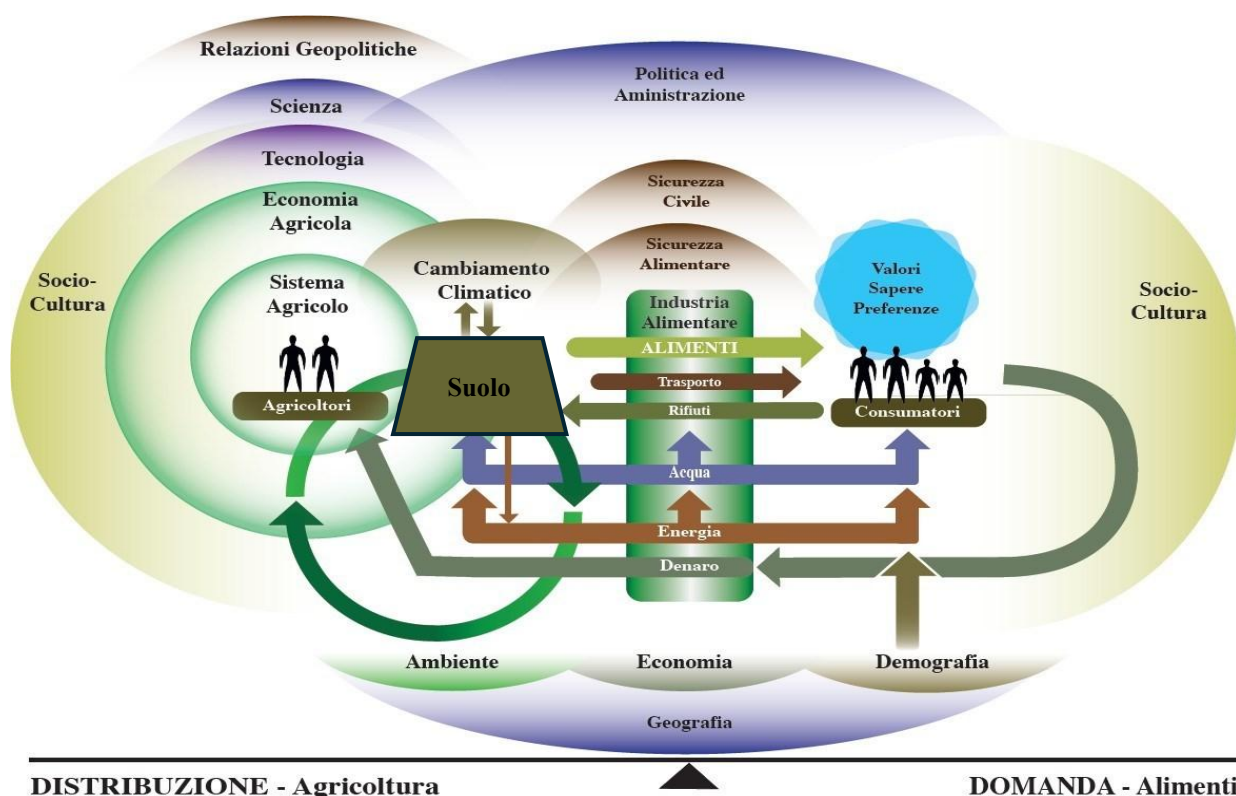 Relazioni Geopolitiche
Politica ed
Aministrazione
Scienza
Tecnologia
Economia
Agricola
Sicurezza
Civile
Sicurezza
Alimentare
Socio-
Cultura
Sistema
Agricolo
Cambiamento
Climatico
Valori
Sapere
Preferenze
Socio-
Cultura
Industria
Alimentare
ALIMENTI
Suolo
Trasporto
Agricoltori
Rifiuti
Consumatori
Acqua
Energia
Denaro
Ambiente
Economia
Demografia
Geografia
DISTRIBUZIONE - Agricoltura
DOMANDA - Alimenti